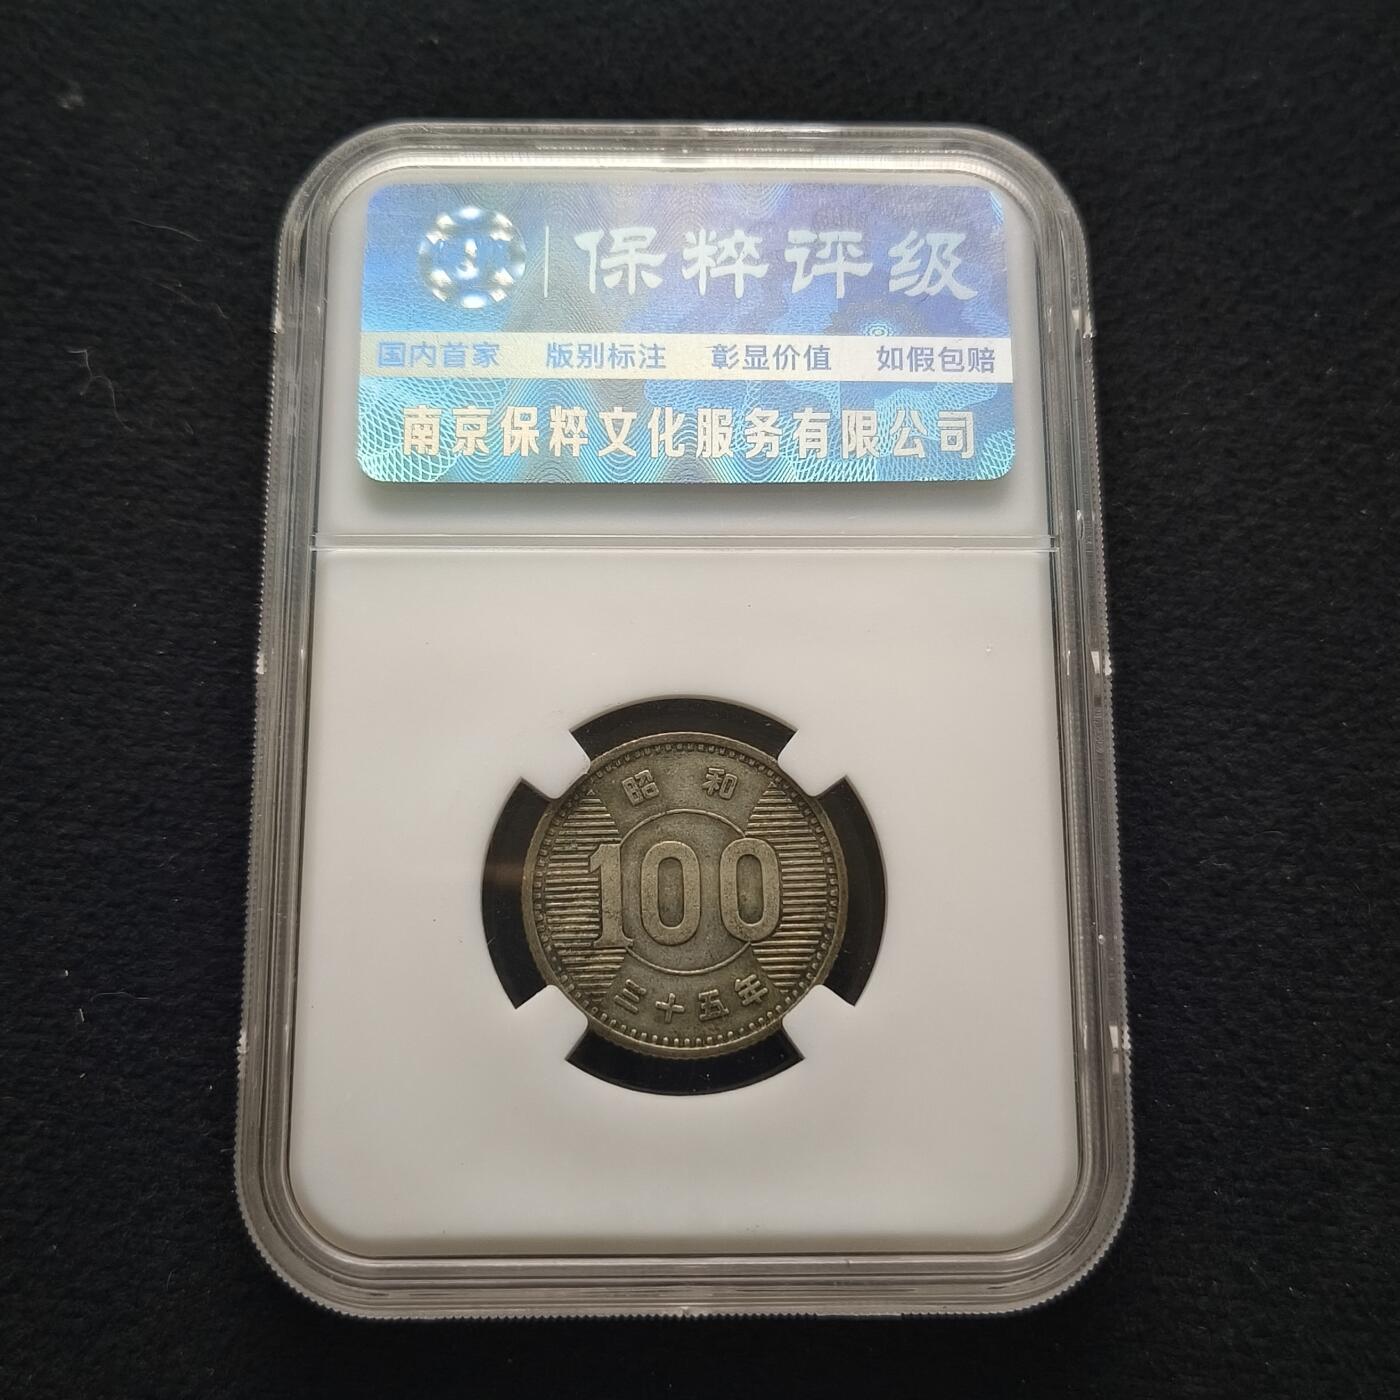 保粹评级
国内首家 版别标注 彰显价值 如假包赔
南京保粹文化服务有限公司
昭和
100
三十五年